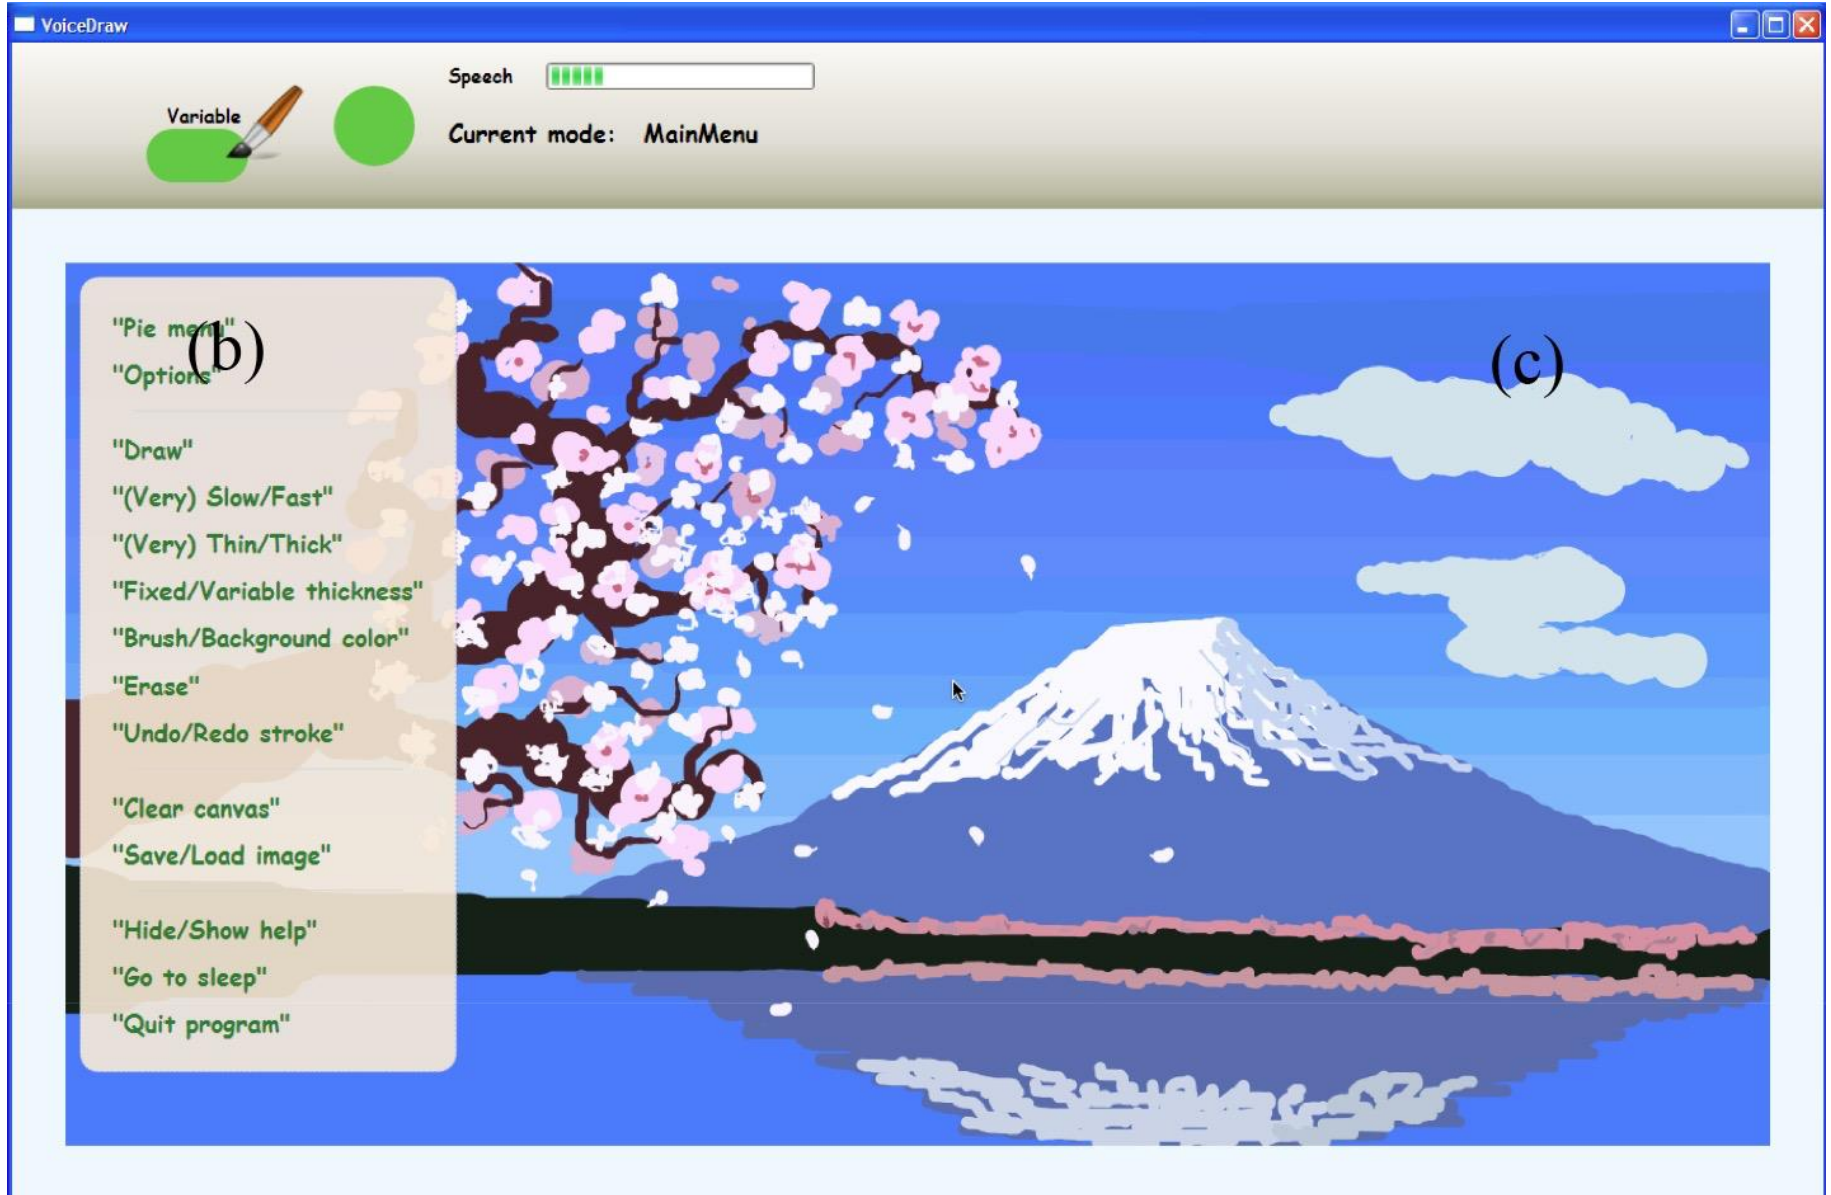 VoiceDraw
Speech
Variable
Current mode: MainMenu
"Pie menu"
(b)
(c)
"Options"
"Draw"
"(Very) Slow/Fast"
"(Very) Thin/Thick"
"Fixed/Variable thickness"
"Brush/Background color"
"Erase"
"Undo/Redo stroke"
"Clear canvas"
"Save/Load image"
"Hide/Show help"
"Go to sleep"
"Quit program"